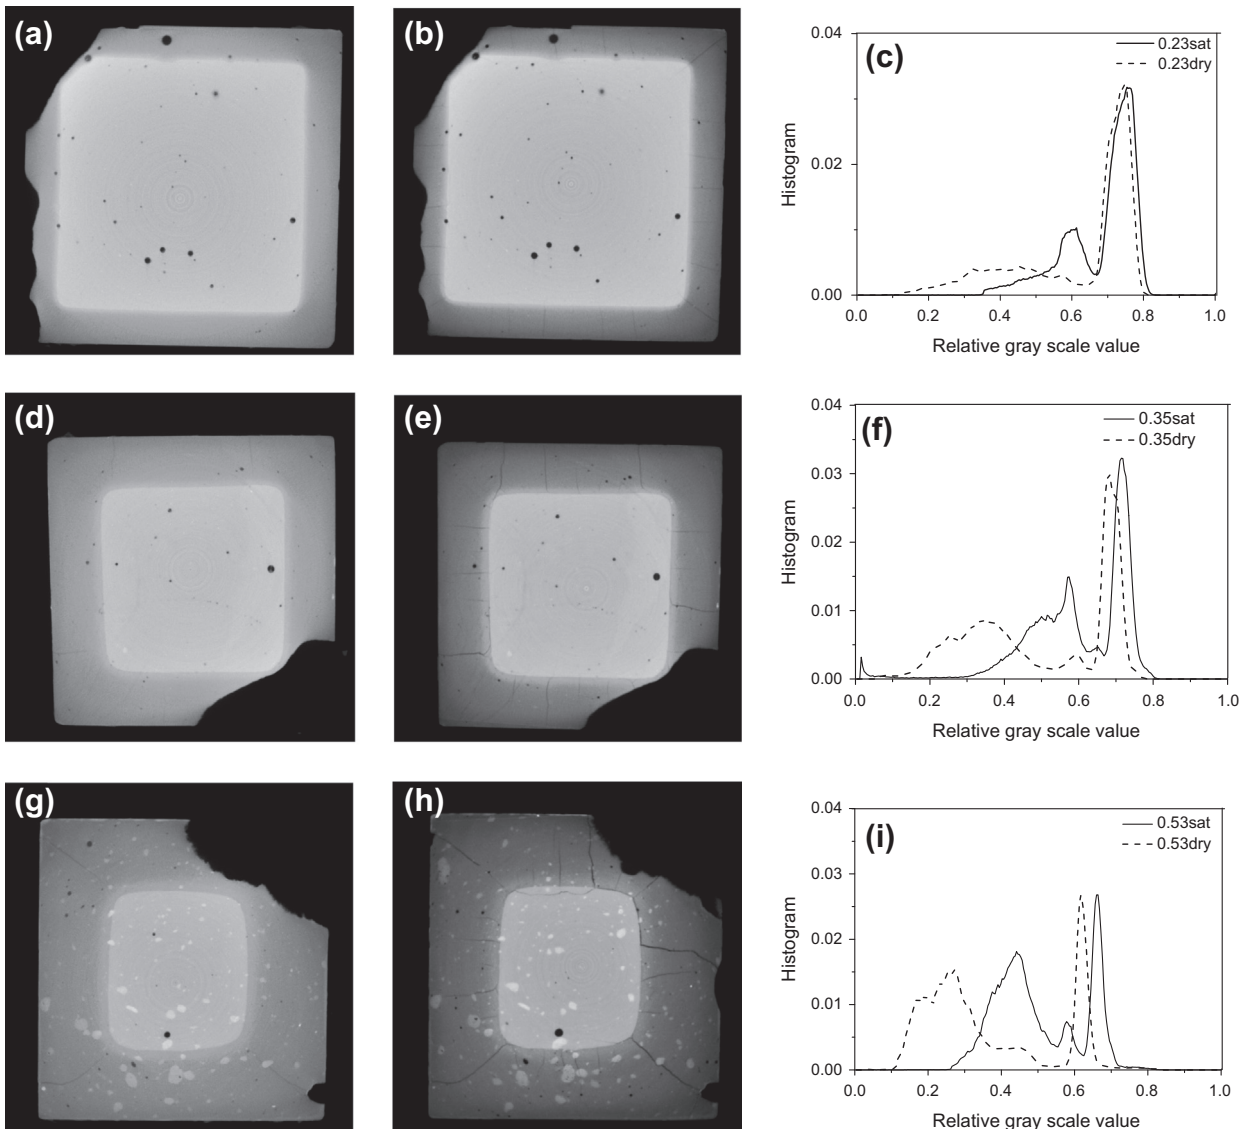 (a)
(b)
(c)
0.04
0.02
0.00
Histogram
0.23sat
0.23dry
0.0 0.2 0.4 0.6 0.8 1.0
Relative gray scale value
(d)
(e)
(f)
0.04
0.03
0.02
0.01
0.00
Histogram
0.35sat
0.35dry
0.0 0.2 0.4 0.6 0.8 1.0
Relative gray scale value
(g)
(h)
(i)
0.04
0.03
0.02
0.01
0.00
Histogram
0.53sat
0.53dry
0.0 0.2 0.4 0.6 0.8 1.0
Relative gray scale value